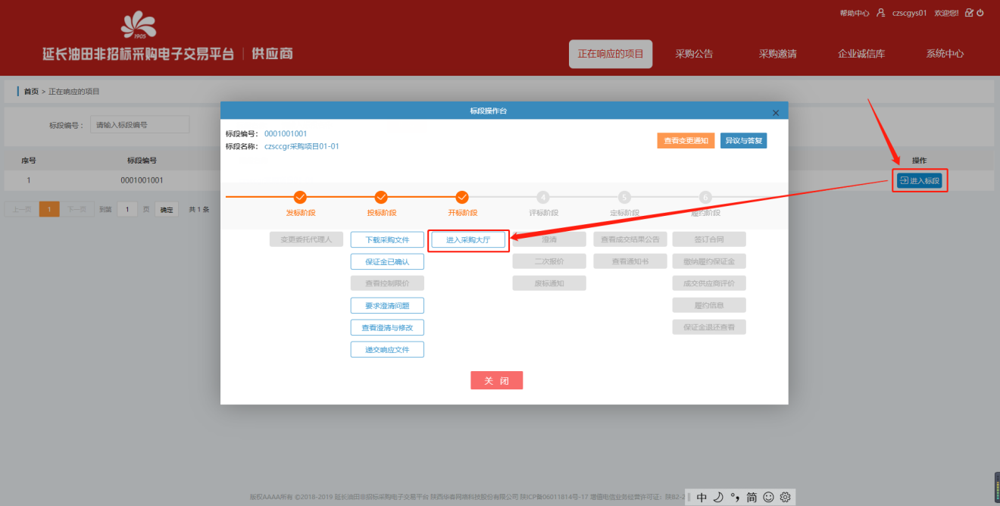 帮助中心 czscgys01 欢迎您!!
1905
延长油田非招标采购电子交易平台 | 供应商
正在响应的项目 采购公告 采购邀请 企业诚信库 系统中心
首页 > 正在响应的项目
标段编号： 请输入标段编号
序号 标段编号 操作
1 0001001001 进入标段
上一页 1 下一页 到第 1 页 确定 共 1 条
标段操作台 ×
标段编号： 0001001001
标段名称： czsccgr采购项目01-01
查看变更通知 异议与答复
4 5 6
发标阶段 投标阶段 开标阶段 评标阶段 定标阶段 履约阶段
变更委托代理人 下载采购文件 进入采购大厅 澄清 查看成交结果公告 签订合同
保证金已确认 二次报价 查看通知书 缴纳履约保证金
查看控制限价 废标通知 成交供应商评价
要求澄清问题 履约信息
查看澄清与修改 保证金退还查看
递交响应文件
关 闭
版权AAAA所有 ©2018-2019 延长油田非招标采购电子交易平台 陕西华春网络科技股份有限公司 陕ICP备06011814号-17 增值电信业务经营许可证：陕B2-2
中 °, 简